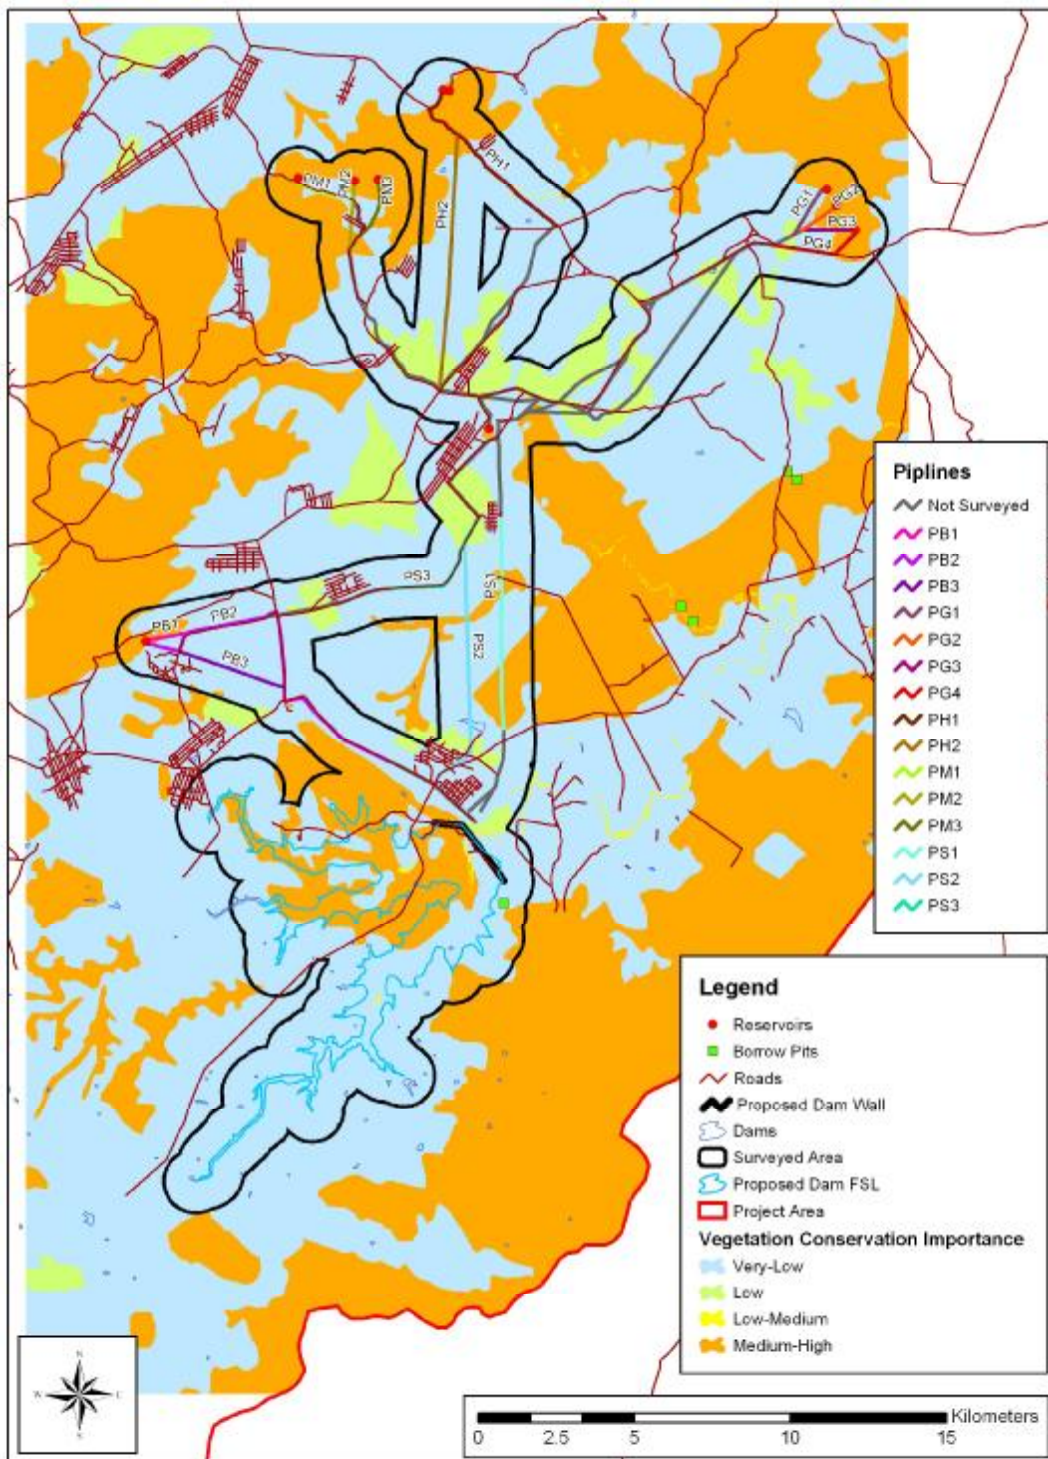 PH1
PM1
PM2
PM3
PH2
PG1
PG2
PG3
PG4
PS3
PS1
PB2
PB1
PB3
PS2
Piplines
Not Surveyed
PB1
PB2
PB3
PG1
PG2
PG3
PG4
PH1
PH2
PM1
PM2
PM3
PS1
PS2
PS3
Legend
Reservoirs
Borrow Pits
Roads
Proposed Dam Wall
Dams
Surveyed Area
Proposed Dam FSL
Project Area
Vegetation Conservation Importance
Very-Low
Low
Low-Medium
Medium-High
N
W E
S
Kilometers
0 2.5 5 10 15